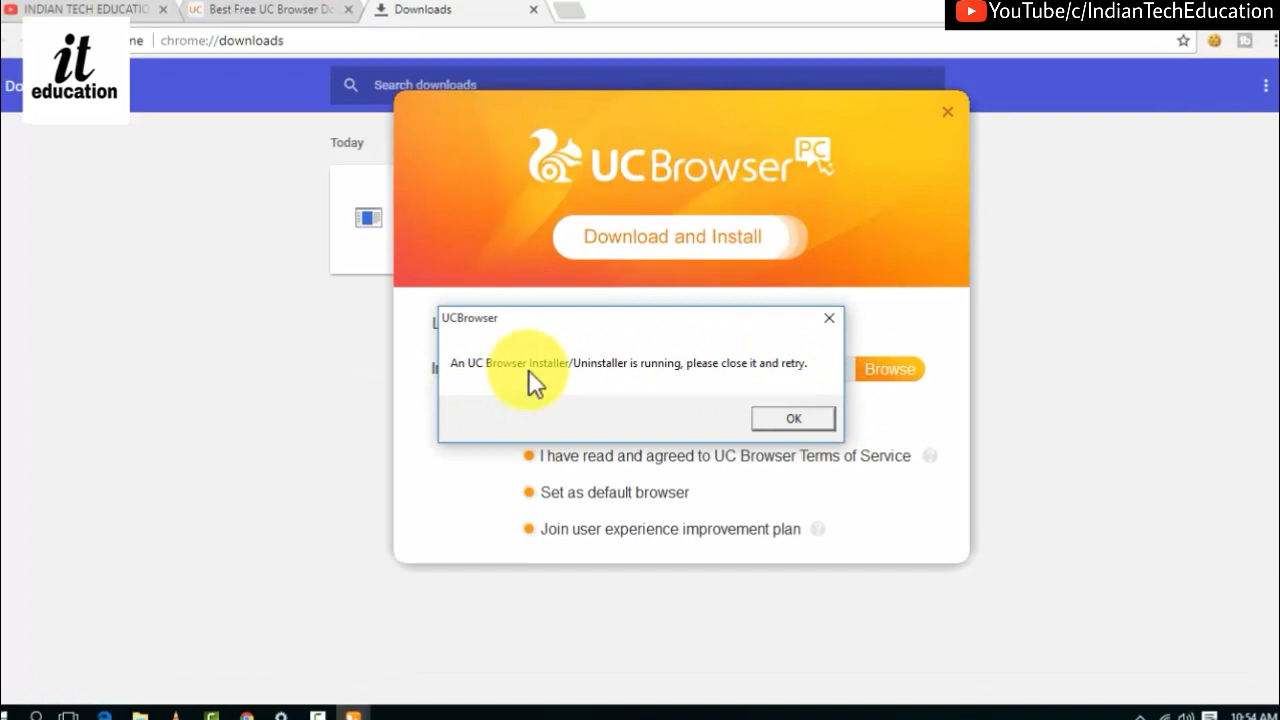 INDIAN TECH EDUCATIO
UC Best Free UC Browser Do
Downloads
YouTube/c/IndianTechEducation
me
chrome://downloads
it
education
Do
Search downloads
Today
UC Browser PC
Download and Install
UCBrowser
An UC Browser Installer/Uninstaller is running, please close it and retry.
Browse
OK
I have read and agreed to UC Browser Terms of Service
Set as default browser
Join user experience improvement plan
10:54 AM